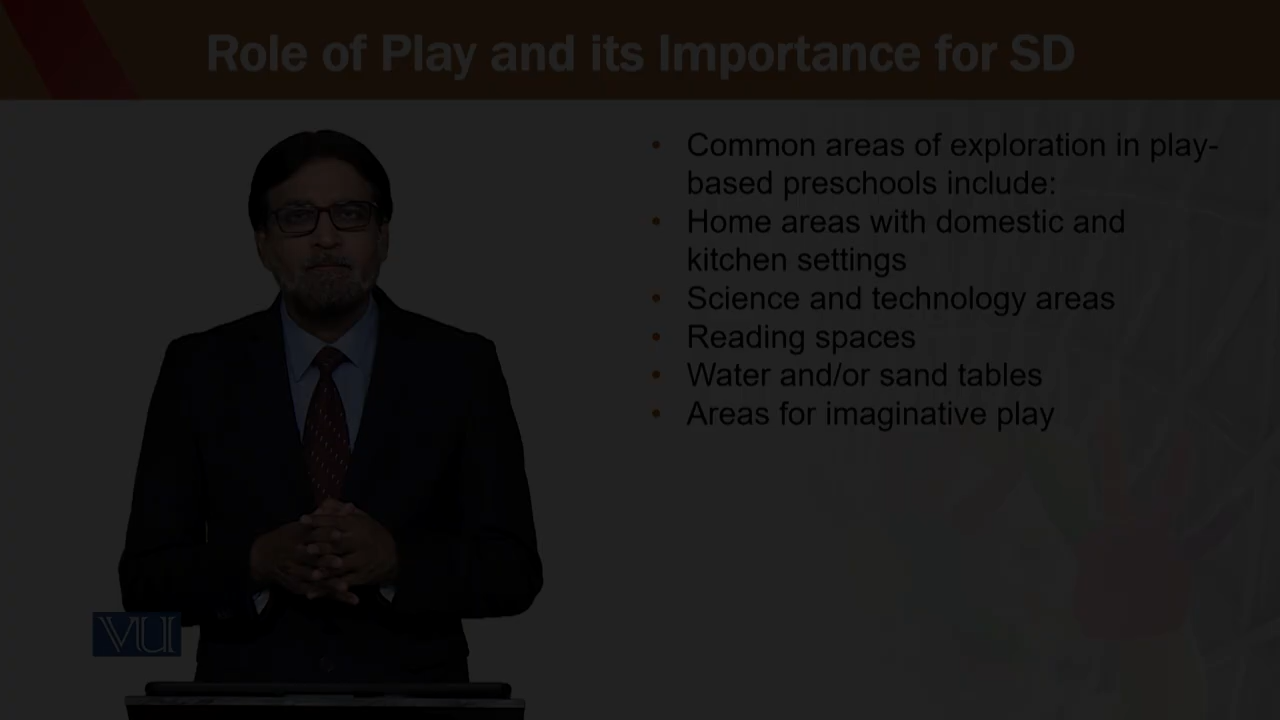 Role of Play and its Importance for SD
• Common areas of exploration in play-
based preschools include:
• Home areas with domestic and
kitchen settings
• Science and technology areas
• Reading spaces
• Water and/or sand tables
• Areas for imaginative play
VU